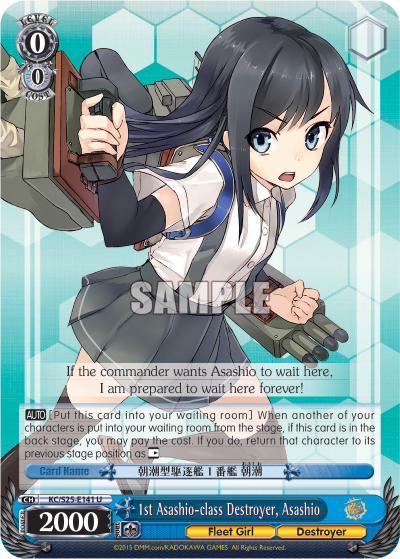 LEVEL
0
0
COST
SAMPLE
If the commander wants Asashio to wait here,
I am prepared to wait here forever!
AUTO [Put this card into your waiting room] When another of your
characters is put into your waiting room from the stage, if this card is in the
back stage, you may pay the cost. If you do, return that character to its
previous stage position as
Card Name 朝潮型駆逐艦1番艦 朝潮
CH KC/S25-E141 U
POWER 2000
1st Asashio-class Destroyer, Asashio
Fleet Girl Destroyer
©2015 DMM.com/KADOKAWA GAMES All Rights Reserved.